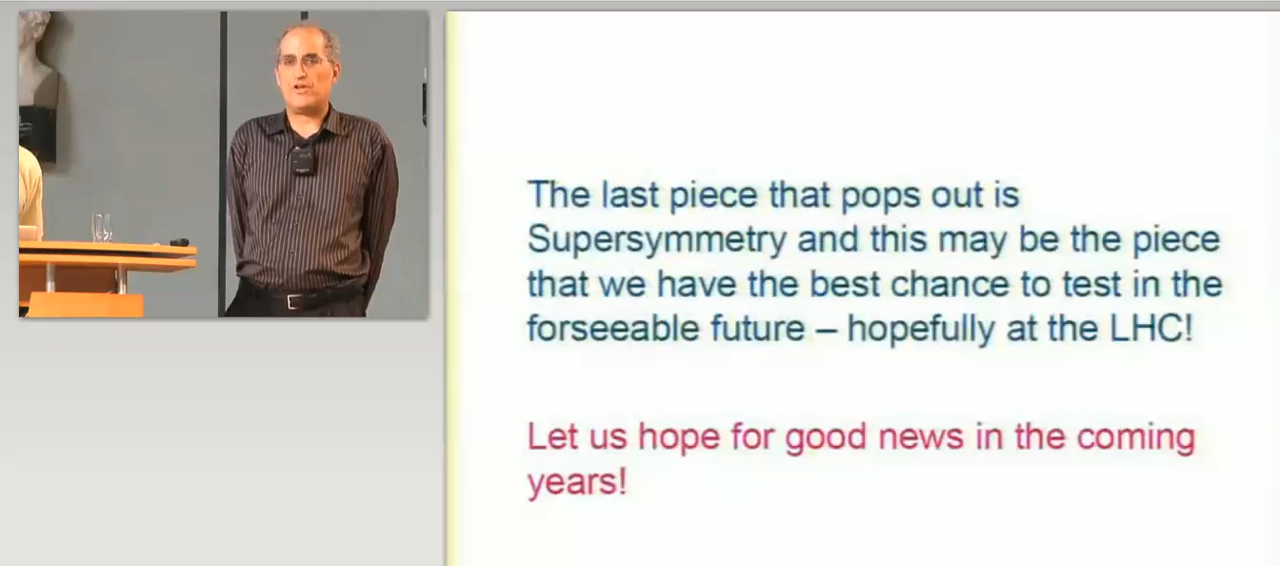 The last piece that pops out is
Supersymmetry and this may be the piece
that we have the best chance to test in the
forseeable future – hopefully at the LHC!
Let us hope for good news in the coming
years!